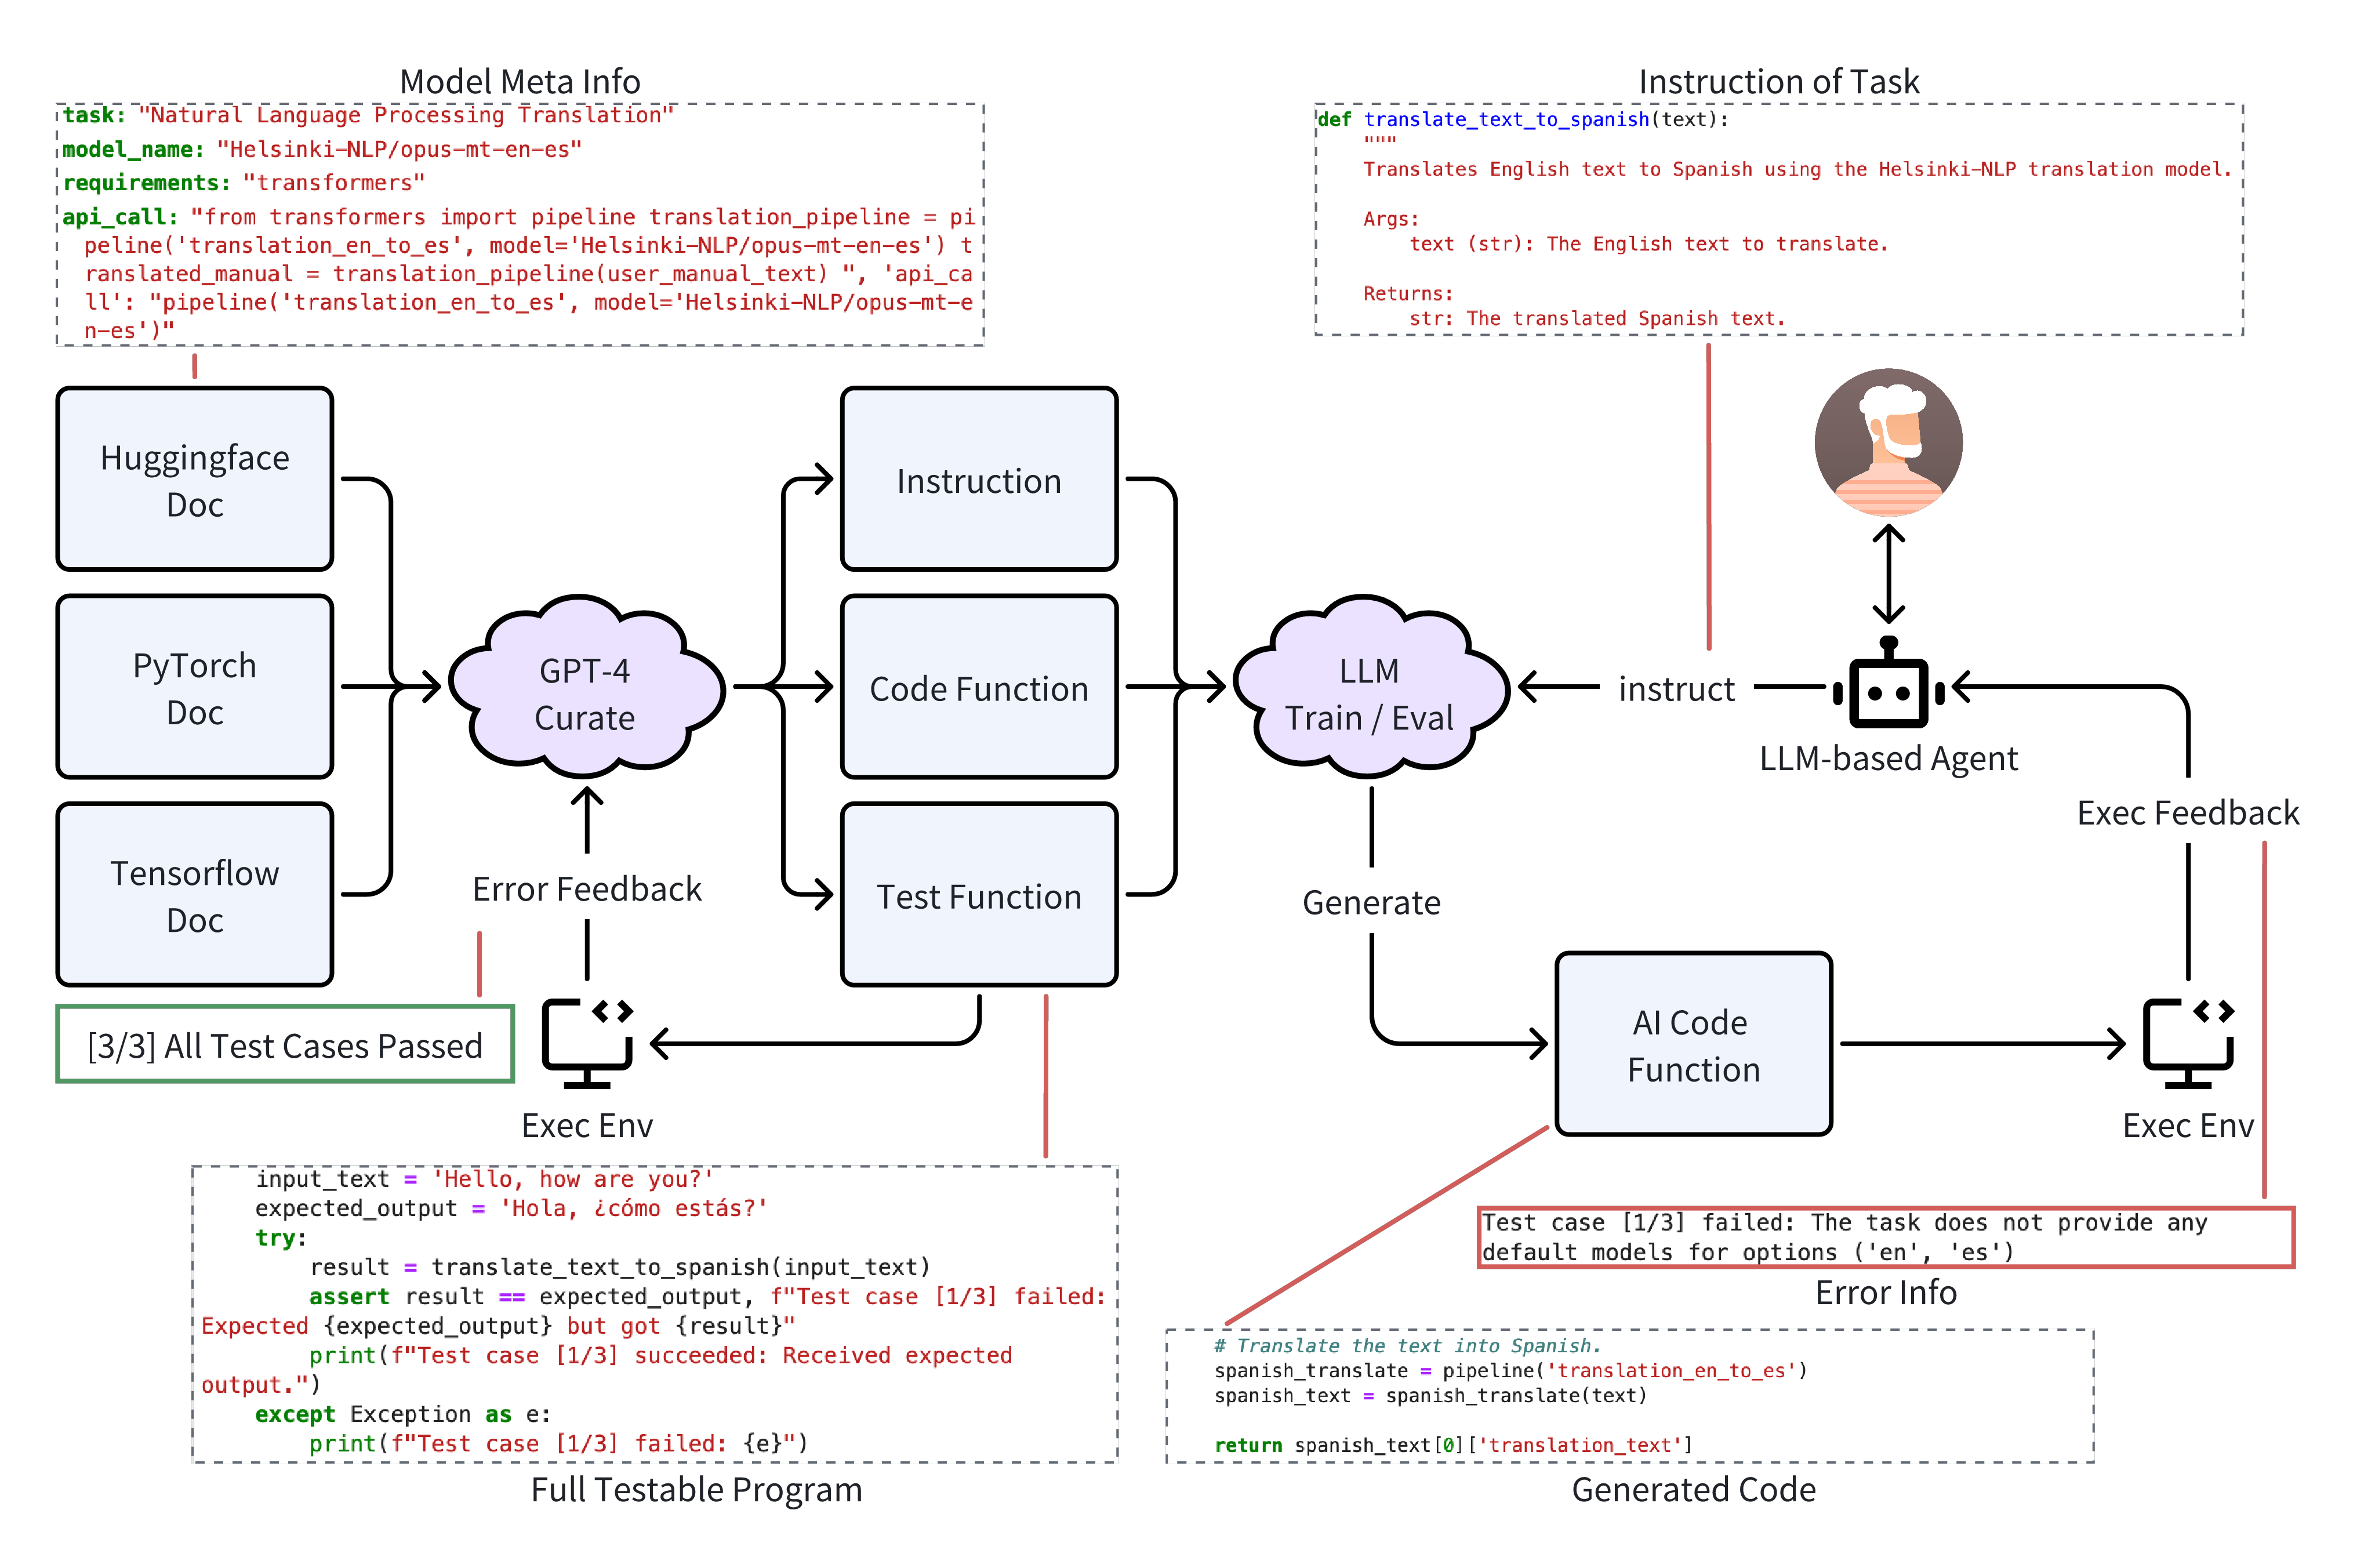 Model Meta Info
task: "Natural Language Processing Translation"
model_name: "Helsinki-NLP/opus-mt-en-es"
requirements: "transformers"
api_call: "from transformers import pipeline translation_pipeline = pi
peline('translation_en_to_es', model='Helsinki-NLP/opus-mt-en-es') t
ranslated_manual = translation_pipeline(user_manual_text) ", 'api_ca
ll': "pipeline('translation_en_to_es', model='Helsinki-NLP/opus-mt-e
n-es')"
Instruction of Task
def translate_text_to_spanish(text):
"""
Translates English text to Spanish using the Helsinki-NLP translation model.
Args:
text (str): The English text to translate.
Returns:
str: The translated Spanish text.
Huggingface
Doc
PyTorch
Doc
Tensorflow
Doc
GPT-4
Curate
Instruction
Code Function
Test Function
LLM
Train / Eval
instruct
LLM-based Agent
Exec Feedback
Error Feedback
Generate
[3/3] All Test Cases Passed
Exec Env
AI Code
Function
Exec Env
input_text = 'Hello, how are you?'
expected_output = 'Hola, ¿cómo estás?'
try:
result = translate_text_to_spanish(input_text)
assert result == expected_output, f"Test case [1/3] failed:
Expected {expected_output} but got {result}"
print(f"Test case [1/3] succeeded: Received expected
output.")
except Exception as e:
print(f"Test case [1/3] failed: {e}")
Full Testable Program
Test case [1/3] failed: The task does not provide any
default models for options ('en', 'es')
Error Info
# Translate the text into Spanish.
spanish_translate = pipeline('translation_en_to_es')
spanish_text = spanish_translate(text)
return spanish_text[0]['translation_text']
Generated Code